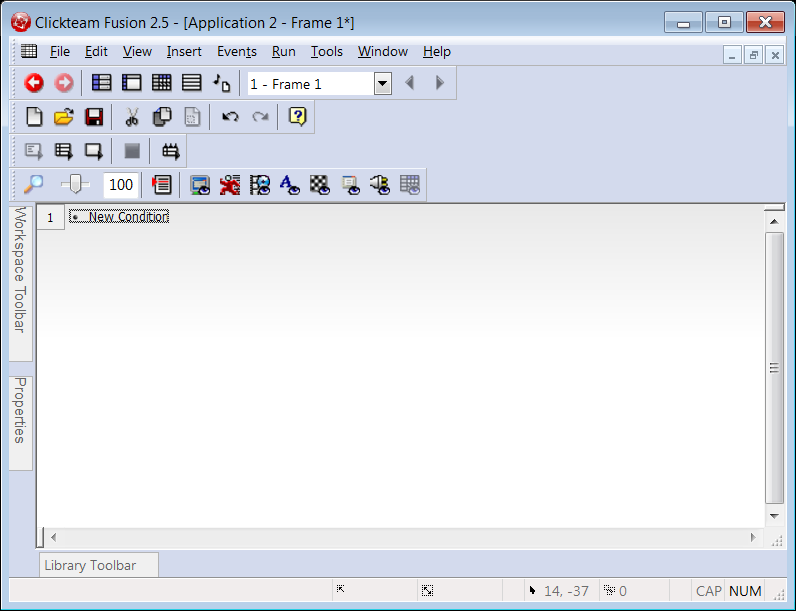 Clickteam Fusion 2.5 - [Application 2 - Frame 1*]
File Edit View Insert Events Run Tools Window Help
1 - Frame 1
100
1 • New Condition
Workspace Toolbar
Properties
Library Toolbar
14, -37 0 CAP NUM